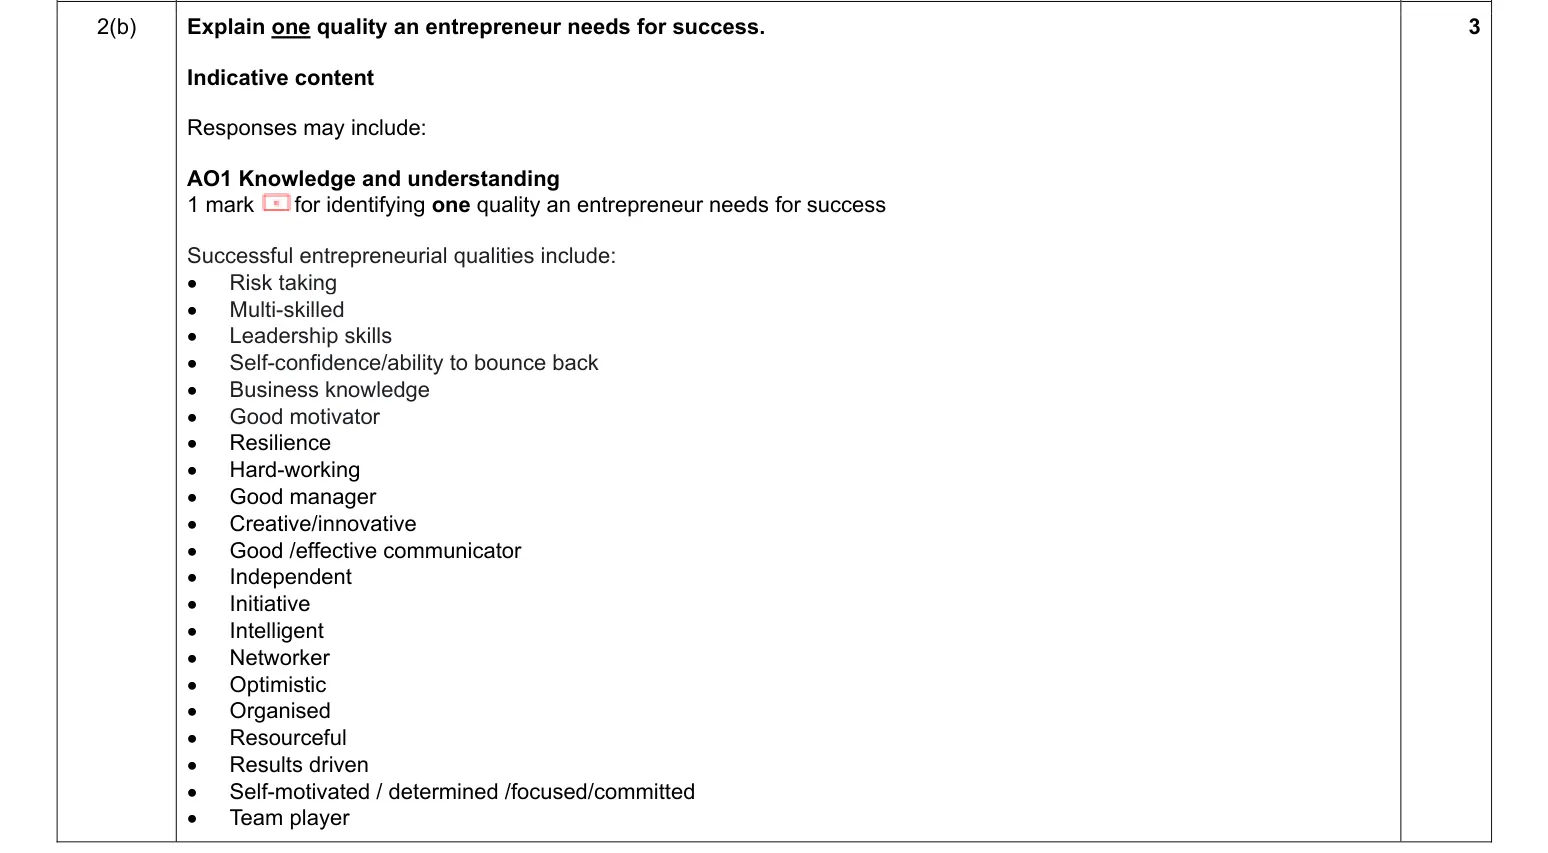 2(b)
Explain one quality an entrepreneur needs for success.
3
Indicative content
Responses may include:
AO1 Knowledge and understanding
1 mark for identifying one quality an entrepreneur needs for success
Successful entrepreneurial qualities include:
• Risk taking
• Multi-skilled
• Leadership skills
• Self-confidence/ability to bounce back
• Business knowledge
• Good motivator
• Resilience
• Hard-working
• Good manager
• Creative/innovative
• Good /effective communicator
• Independent
• Initiative
• Intelligent
• Networker
• Optimistic
• Organised
• Resourceful
• Results driven
• Self-motivated / determined /focused/committed
• Team player